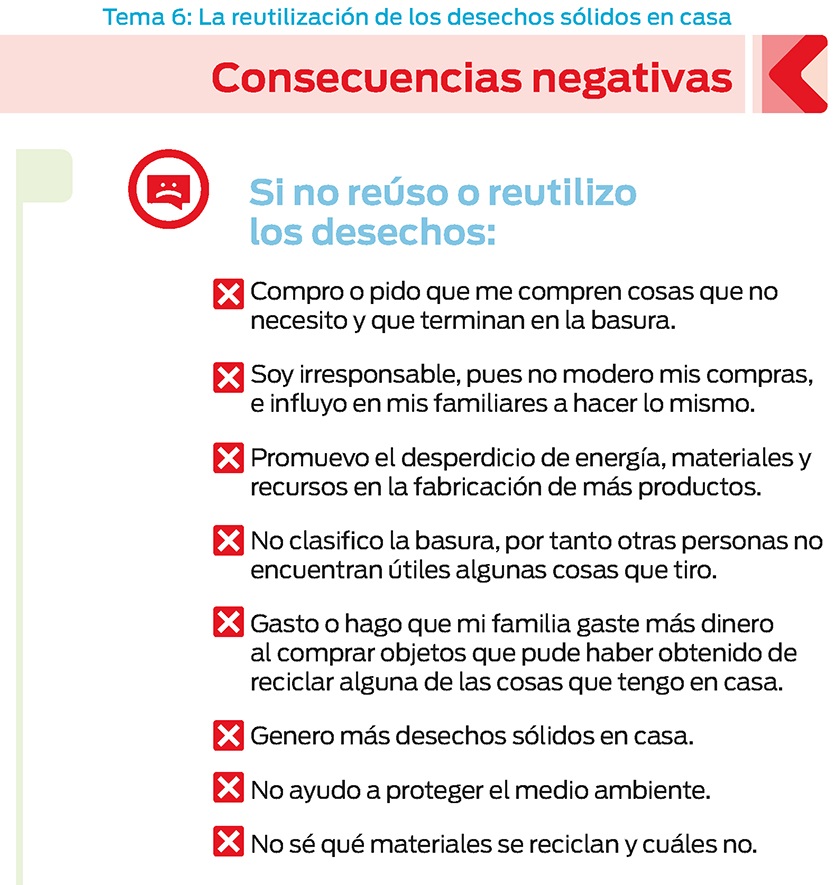 Tema 6: La reutilización de los desechos sólidos en casa
Consecuencias negativas
Si no reúso o reutilizo
los desechos:
Compro o pido que me compren cosas que no
necesito y que terminan en la basura.
Soy irresponsable, pues no modero mis compras,
e influyo en mis familiares a hacer lo mismo.
Promuevo el desperdicio de energía, materiales y
recursos en la fabricación de más productos.
No clasifico la basura, por tanto otras personas no
encuentran útiles algunas cosas que tiro.
Gasto o hago que mi familia gaste más dinero
al comprar objetos que pude haber obtenido de
reciclar alguna de las cosas que tengo en casa.
Genero más desechos sólidos en casa.
No ayudo a proteger el medio ambiente.
No sé qué materiales se reciclan y cuáles no.